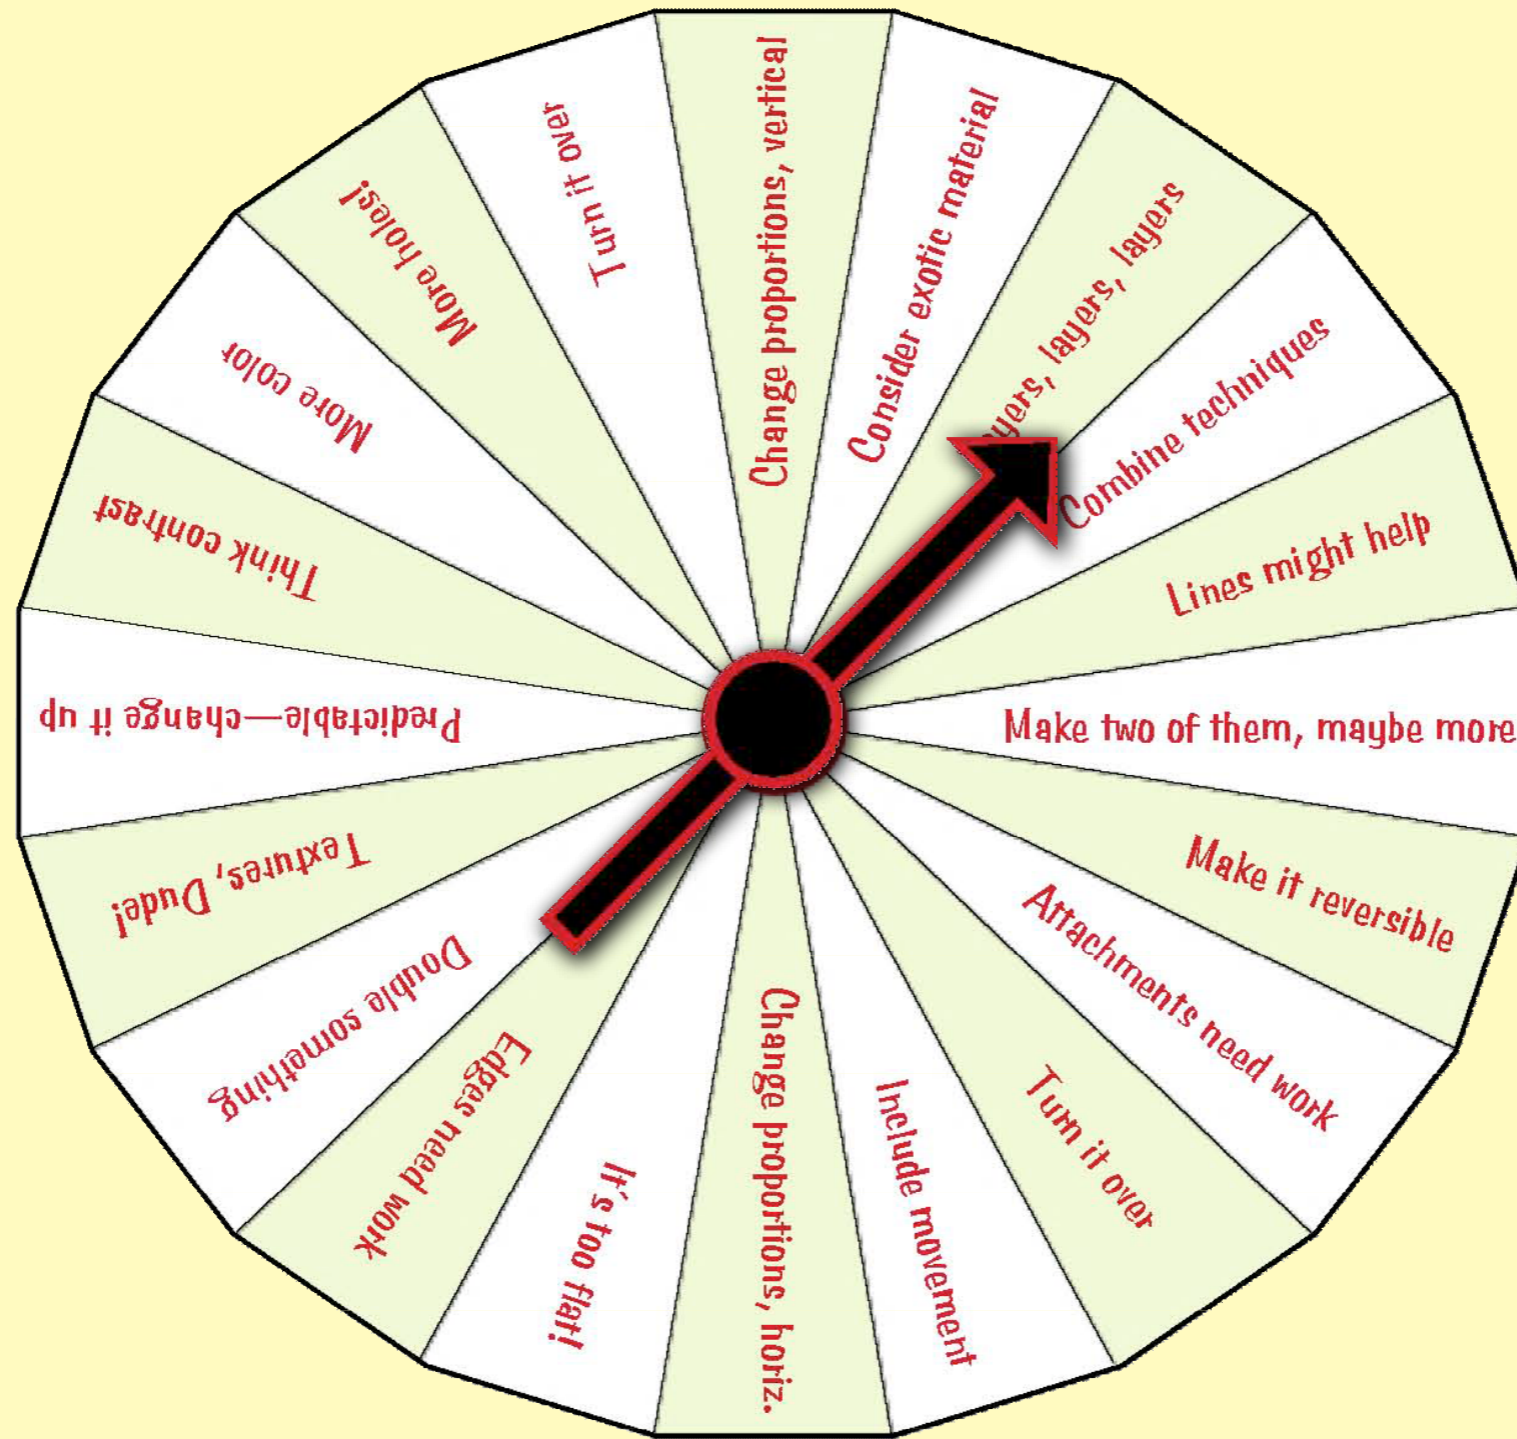 Change proportions, vertical
Consider exotic material
layers, layers
Combine techniques
Lines might help
Make two of them, maybe more
Make it reversible
Attachments need work
Turn it over
Include movement
Change proportions, horiz.
It's too flat!
Edges need work
Double something
Textures, Dude!
Predictable—change it up
Think contrast
More color
More holes!
Turn it over